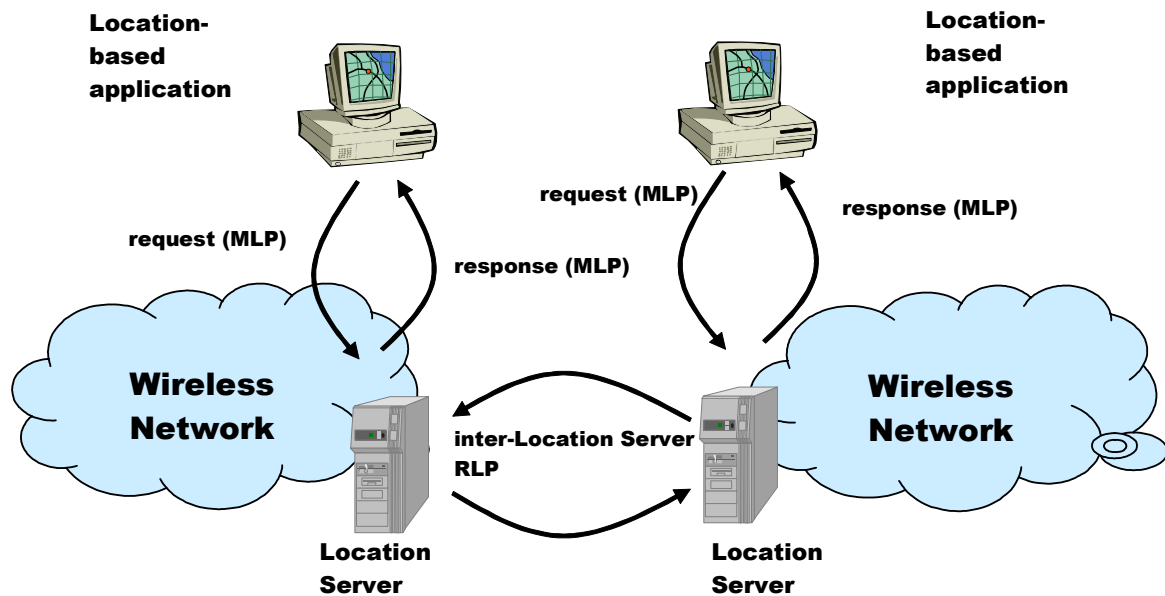 Location-
based
application
Location-
based
application
request (MLP)
response (MLP)
request (MLP)
response (MLP)
Wireless
Network
Wireless
Network
inter-Location Server
RLP
Location
Server
Location
Server